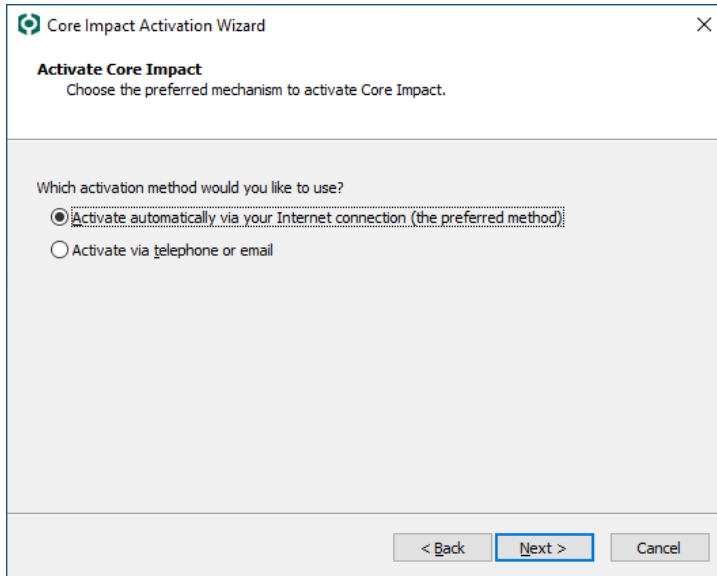 Core Impact Activation Wizard
Activate Core Impact
Choose the preferred mechanism to activate Core Impact.
Which activation method would you like to use?
Activate automatically via your Internet connection (the preferred method)
Activate via telephone or email
< Back
Next >
Cancel